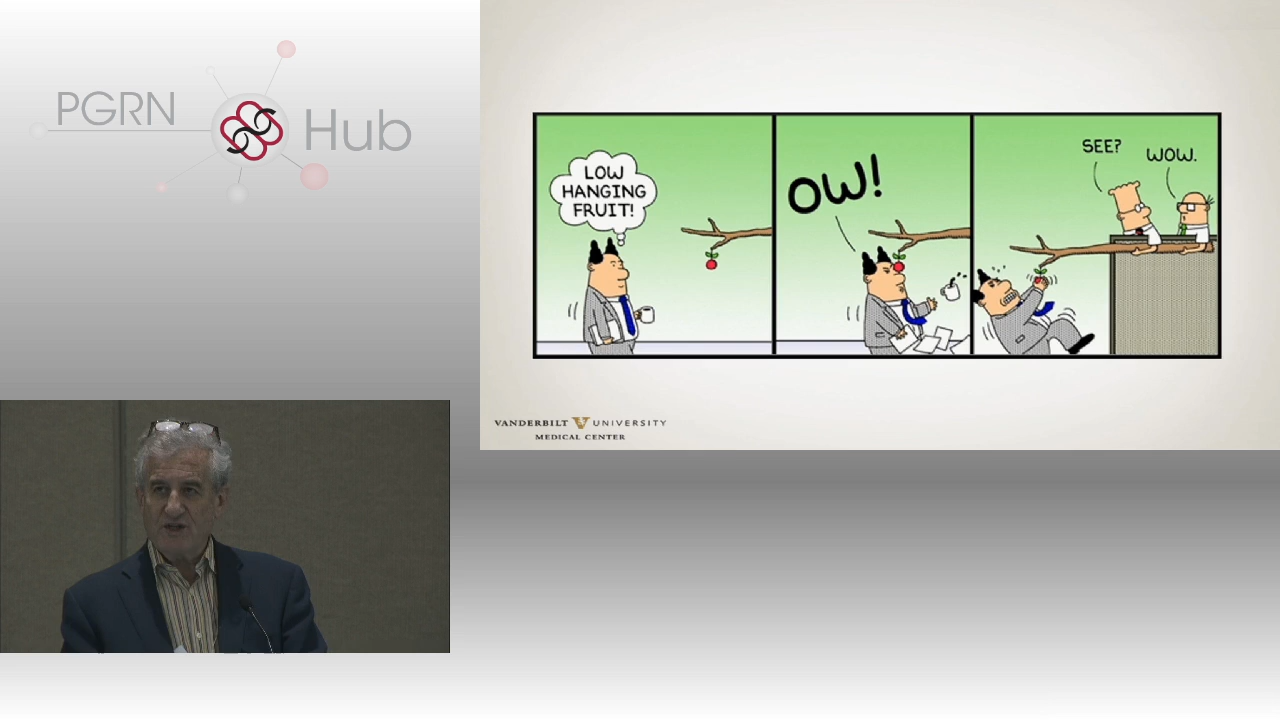 PGRN
Hub
LOW
HANGING
FRUIT!
OW!
SEE?
WOW.
VANDERBILT V UNIVERSITY
MEDICAL CENTER